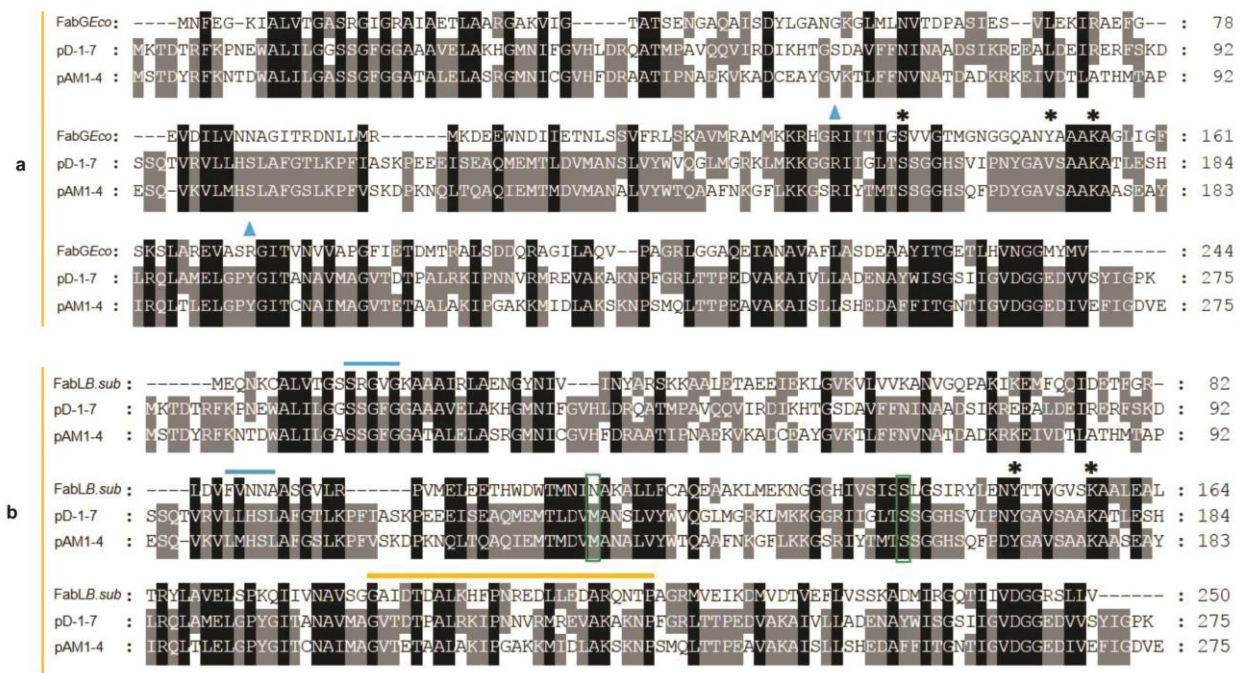 FabGEco: ----MNFEG-KIALVTGASRGIGRAIAETLAARGAKVIG-----TATSENGAQAISDYLGANGKGLMLNVTDPASIES--VLEKIRAEFG-- : 78
pD-1-7 : MKTDTRFKPNEWALILGGSSGFGGAAAVELAKHGMNIFGVHLDRQATMPAVQQVIRDIKHTGSDAVFFNINAADSIKREEALDEIRERFSKD : 92
pAM1-4 : MSTDYRFKNTDWALILGASSGFGGATALELASRGMNICGVHFDRAATIPNAEKVKADCEAYGVKTLFFNVNATDADKRKEIVDTLATHMTAP : 92
* * *
FabGEco: ---EVDILVNNAGITRDNLLMR-----MKDEEWNDIIETNLSSVFRLSKAVMRAMMKKRHGRIITIGSVVGTMGNGGQANYAAAKAGLIGF : 161
a
pD-1-7 : SSQTVRVLLHSLAFGTLKPFIASKPEEEISEAQMEMTLDVMANSLVYWVQGLMGRKLMKKGGRIIGLTSSGGHSVIPNYGAVSAAKATLESH : 184
pAM1-4 : ESQ-VKVLMHSLAFGSLKPFVSKDPKNQLTQAQIEMTMDVMANALVYWTQAAFNKGFLKKGSRIYTMTSSGGHSQFPDYGAVSAAKAASEAY : 183
FabGEco: SKSLAREVASRGITVNVVAPGFIETDMTRALSDDQRAGILAQV--PAGRLGGAQEIANAVAFLASDEAAYITGETLHVNGGMYMV------- : 244
pD-1-7 : LRQLAMELGPYGITANAVMAGVTDTPALRKIPNNVRMREVAKAKNPFGRLTTPEDVAKAIVLLADENAYWISGSIIGVDGGEDVVSYIGPK : 275
pAM1-4 : IRQLTLELGPYGITCNAIMAGVTETAALAKIPGAKKMIDLAKSKNPSMQLTTPEAVAKAISLLSHEDAFFITGNTIGVDGGEDIVEFIGDVE : 275
FabLB.sub : ------MEQNKCALVTGSSRGVGKAAAIRLAENGYNIV---INYARSKKAALETAEEIEKLGVKVLVVKANVGQPAKIKEMFQQIDETFGR- : 82
pD-1-7 : MKTDTRFKPNEWALILGGSSGFGGAAAVELAKHGMNIFGVHLDRQATMPAVQQVIRDIKHTGSDAVFFNINAADSIKREEALDEIRERFSKD : 92
pAM1-4 : MSTDYRFKNTDWALILGASSGFGGATALELASRGMNICGVHFDRAATIPNAEKVKADCEAYGVKTLFFNVNATDADKRKEIVDTLATHMTAP : 92
* *
FabLB.sub : ----LDVFVNNAASGVLR------PVMELEETHWDWTMNINAKALLFCAQEAAKLMEKNGGGHIVSISSLGSIRYLENYTTVGVSKAALEAL : 164
b
pD-1-7 : SSQTVRVLLHSLAFGTLKPFIASKPEEEISEAQMEMTLDVMANSLVYWVQGLMGRKLMKKGGRIIGLTSSGGHSVIPNYGAVSAAKATLESH : 184
pAM1-4 : ESQ-VKVLMHSLAFGSLKPFVSKDPKNQLTQAQIEMTMDVMANALVYWTQAAFNKGFLKKGSRIYTMTSSGGHSQFPDYGAVSAAKAASEAY : 183
FabLB.sub : TRYLAVELSPKQIIVNAVSGGAIDTDALKHFPNREDLLEDARQNTPAGRMVEIKDMVDTVEFLVSSKADMIRGQTIIVDGGRSLLV------ : 250
pD-1-7 : LRQLAMELGPYGITANAVMAGVTDTPALRKIPNNVRMREVAKAKNPFGRLTTPEDVAKAIVLLADENAYWISGSIIGVDGGEDVVSYIGPK : 275
pAM1-4 : IRQLTLELGPYGITCNAIMAGVTETAALAKIPGAKKMIDLAKSKNPSMQLTTPEAVAKAISLLSHEDAFFITGNTIGVDGGEDIVEFIGDVE : 275